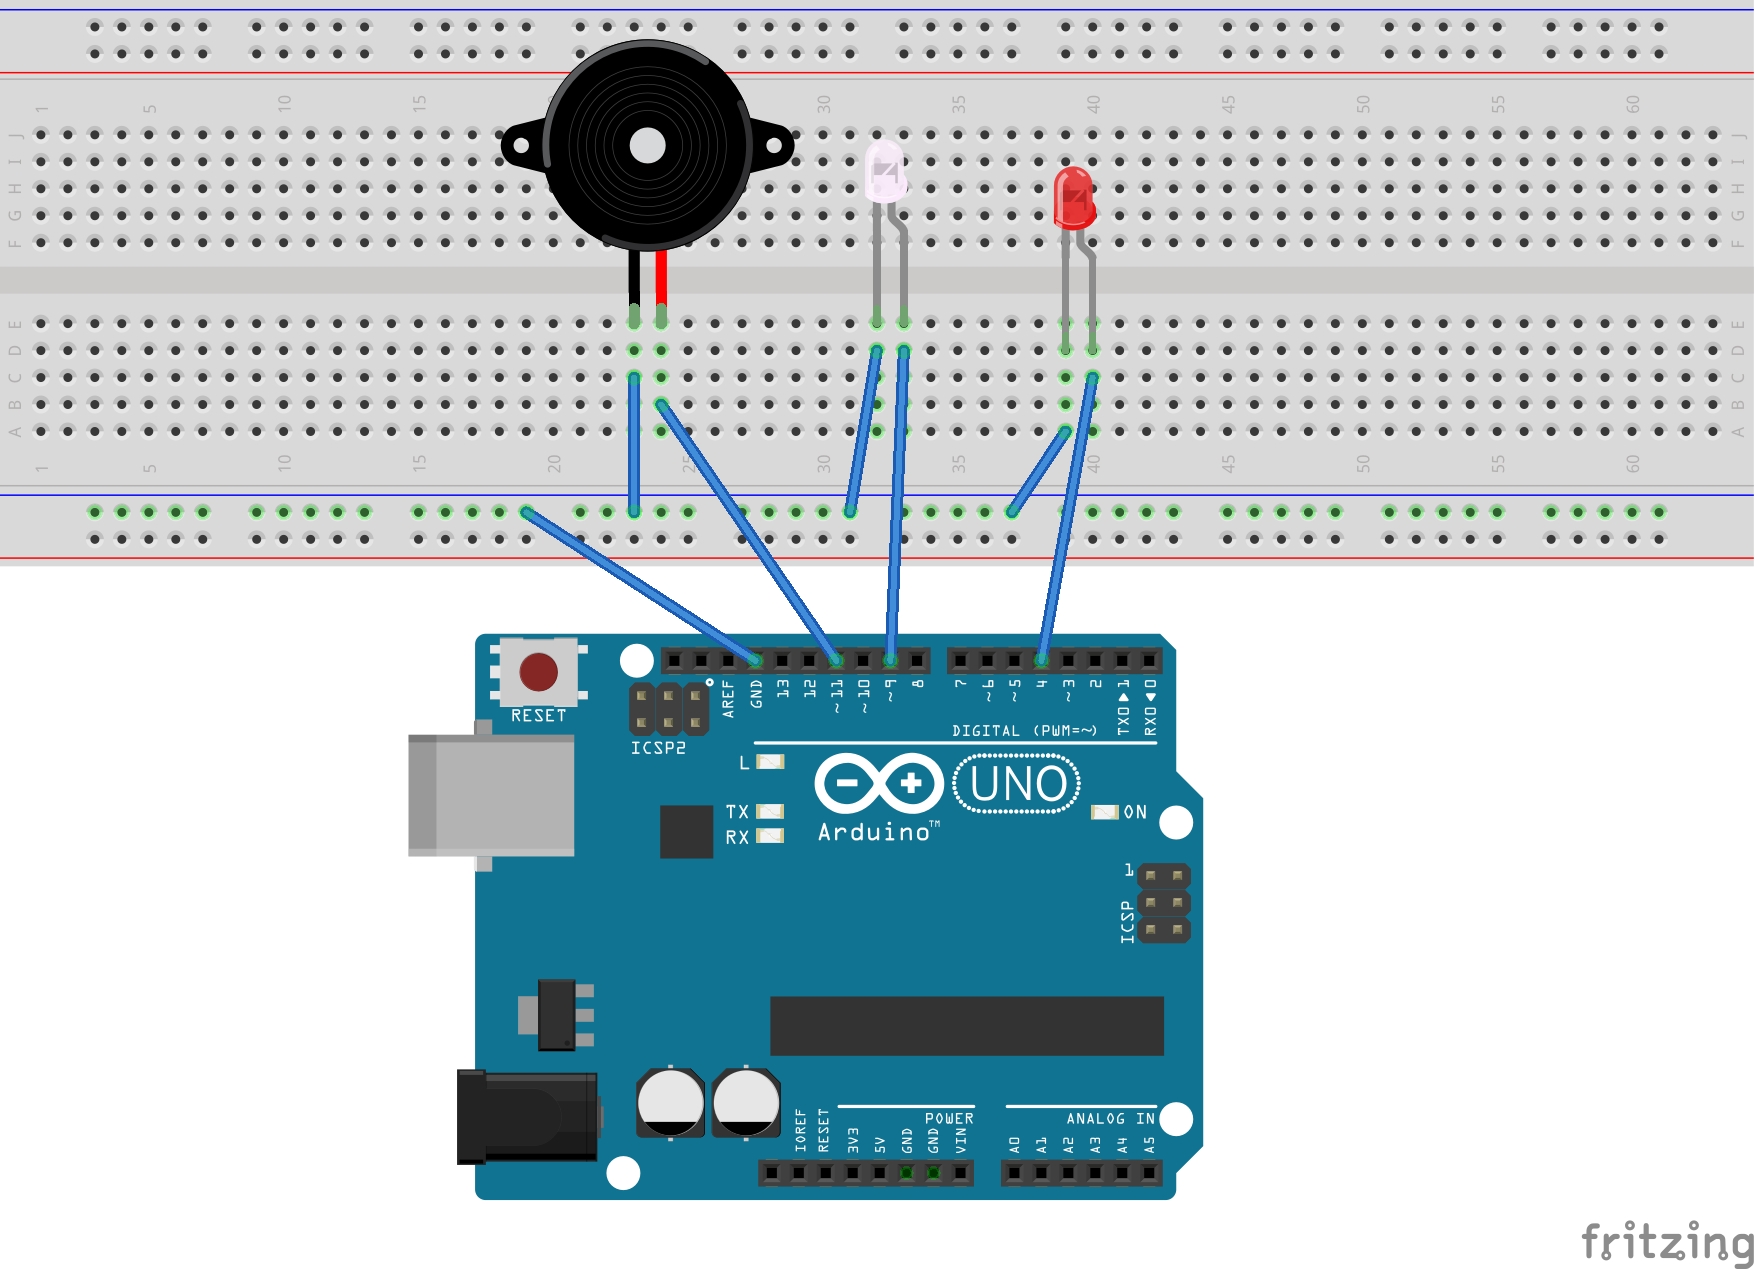 1 5 10 15 30 35 40 45 50 55 60
J J
I I
H H
G G
F F
E E
D D
C C
B B
A A
1 5 10 15 20 25 30 35 40 45 50 55 60
RESET
AREF GND 13 12 ~11 ~10 ~9 8 7 ~6 ~5 4 ~3 2 TX0▶1 RX0◀0
ICSP2
DIGITAL (PWM=~)
L
TX
RX
UNO
Arduino™
ON
1
ICSP
POWER
ANALOG IN
IOREF RESET 3V3 5V GND GND VIN A0 A1 A2 A3 A4 A5
fritzing